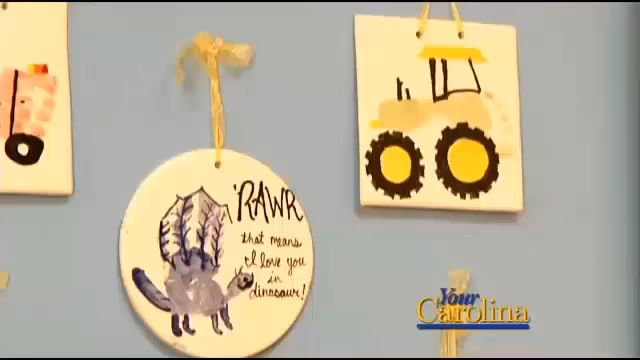 'RAWR
that means
I love you
in
dinosaur!
Your
Carolina